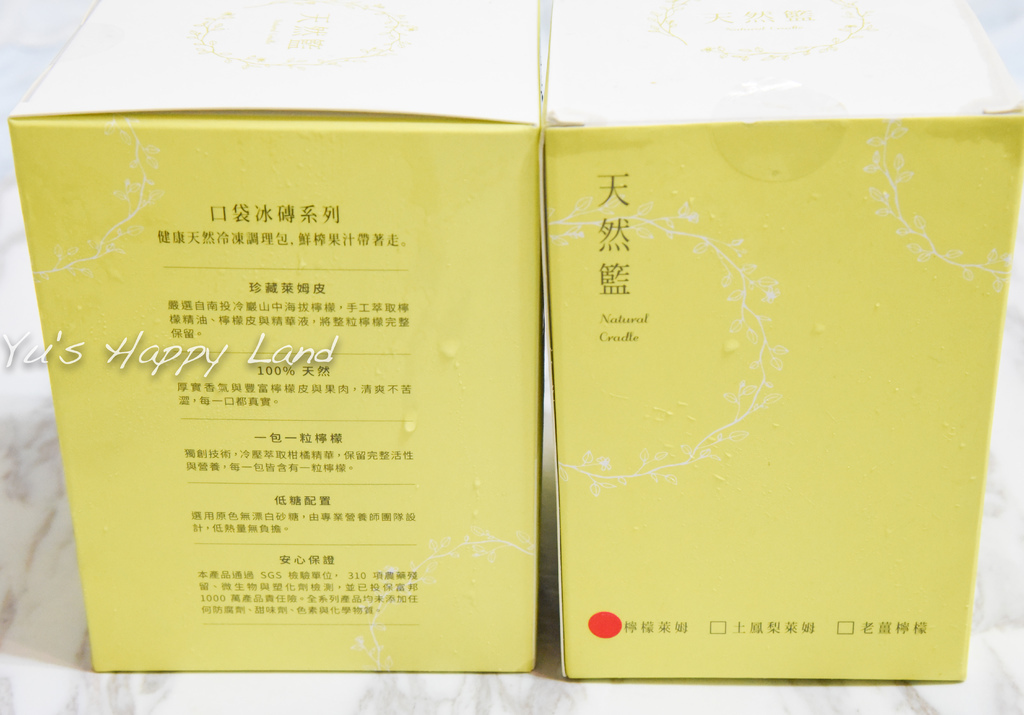 天然籃
天然籃
口袋冰磚系列
健康天然冷凍調理包，鮮榨果汁帶著走。
珍藏萊姆皮
嚴選自南投冷巖山中海拔檸檬，手工萃取檸
檬精油、檸檬皮與精華液，將整粒檸檬完整
保留。
Yu's Happy Land
100% 天然
厚實香氣與豐富檸檬皮與果肉，清爽不苦
澀，每一口都真實。
一包一粒檸檬
獨創技術，冷壓萃取柑橘精華，保留完整活性
與營養，每一包皆含有一粒檸檬。
低糖配置
選用原色無漂白砂糖，由專業營養師團隊設
計，低熱量無負擔。
安心保證
本產品通過 SGS 檢驗單位， 310 項農藥殘
留、微生物與塑化劑檢測，並已投保富邦
1000 萬產品責任險。全系列產品均未添加任
何防腐劑、甜味劑、色素與化學物質。
天然籃
Natural
Cradle
檸檬萊姆 土鳳梨萊姆 老薑檸檬